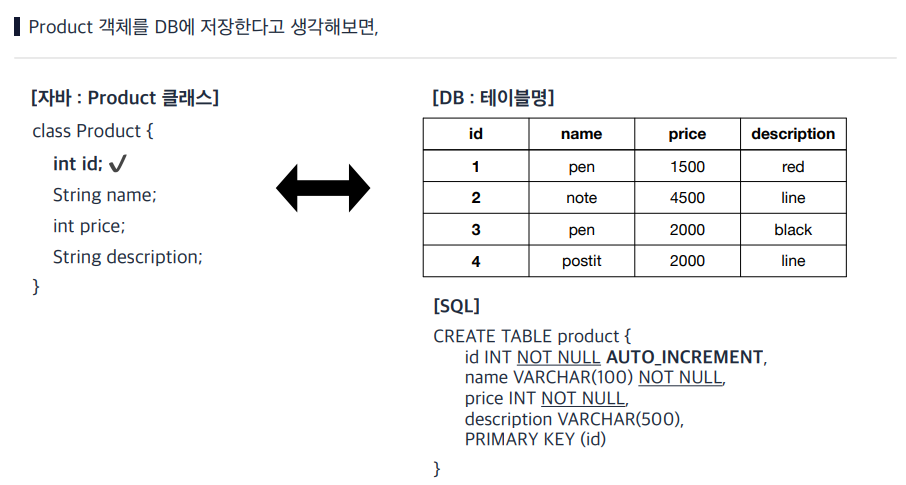 Product 객체를 DB에 저장한다고 생각해보면,
[자바 : Product 클래스]
class Product {
int id; ✓
String name;
int price;
String description;
}
[DB : 테이블명]
id name price description
1 pen 1500 red
2 note 4500 line
3 pen 2000 black
4 postit 2000 line
[SQL]
CREATE TABLE product {
id INT NOT NULL AUTO_INCREMENT,
name VARCHAR(100) NOT NULL,
price INT NOT NULL,
description VARCHAR(500),
PRIMARY KEY (id)
}